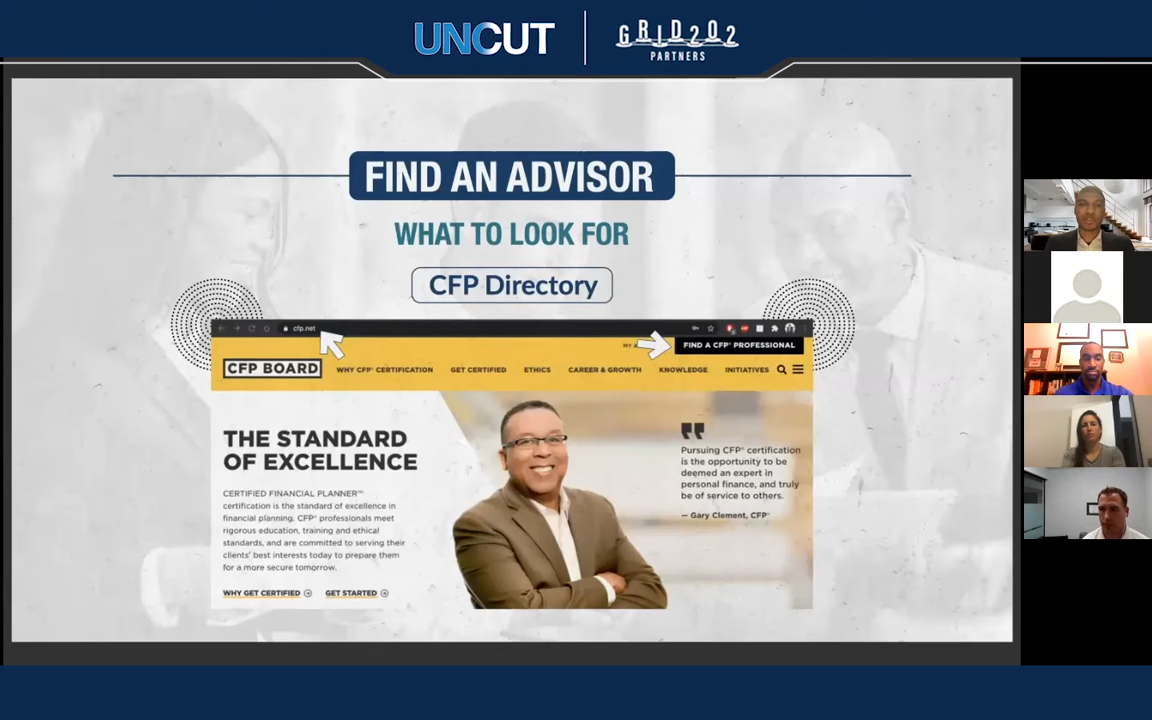 UNCUT
GRID202
PARTNERS
FIND AN ADVISOR
WHAT TO LOOK FOR
CFP Directory
cfp.net
FIND A CFP® PROFESSIONAL
CFP BOARD
WHY CFP® CERTIFICATION
GET CERTIFIED
ETHICS
CAREER & GROWTH
KNOWLEDGE
INITIATIVES
THE STANDARD
OF EXCELLENCE
CERTIFIED FINANCIAL PLANNER™
certification is the standard of excellence in
financial planning. CFP® professionals meet
rigorous education, training and ethical
standards, and are committed to serving their
clients' best interests today to prepare them
for a more secure tomorrow.
WHY GET CERTIFIED
GET STARTED
Pursuing CFP® certification
is the opportunity to be
deemed an expert in
personal finance, and truly
be of service to others.
— Gary Clement, CFP®